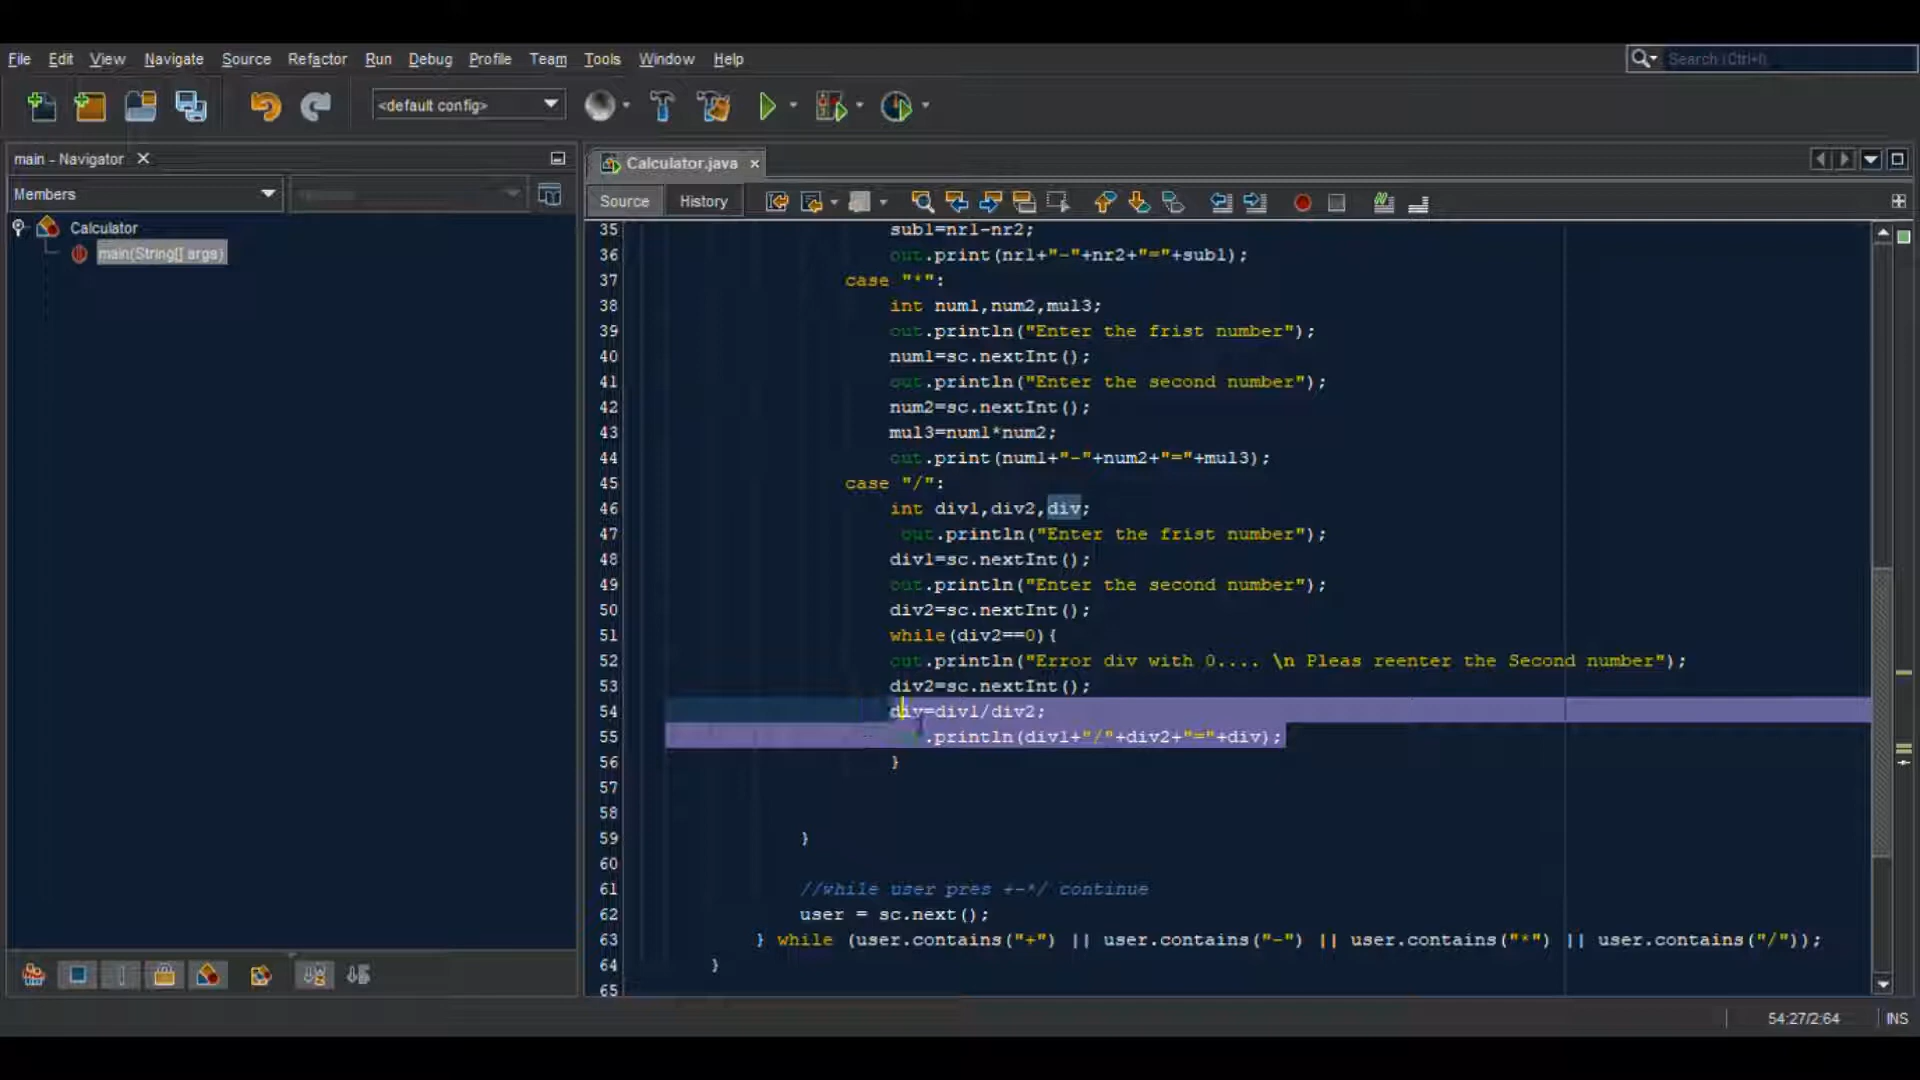 File Edit View Navigate Source Refactor Run Debug Profile Team Tools Window Help
Search (Ctrl+I)
<default config>
main - Navigator
Calculator.java
Members
Source History
Calculator
main(String[] args)
35 sub1=nr1-nr2;
36 out.print(nr1+"-"+nr2+"="+sub1);
37 case "*":
38 int num1,num2,mul3;
39 out.println("Enter the frist number");
40 num1=sc.nextInt();
41 out.println("Enter the second number");
42 num2=sc.nextInt();
43 mul3=num1*num2;
44 out.print(num1+"-"+num2+"="+mul3);
45 case "/":
46 int div1,div2,div;
47 out.println("Enter the frist number");
48 div1=sc.nextInt();
49 out.println("Enter the second number");
50 div2=sc.nextInt();
51 while(div2==0){
52 out.println("Error div with 0.... \n Pleas reenter the Second number");
53 div2=sc.nextInt();
54 div=div1/div2;
55 .println(div1+"/"+div2+"="+div);
56 }
57
58
59 }
60
61 //while user pres +-*/ continue
62 user = sc.next();
63 } while (user.contains("+") || user.contains("-") || user.contains("*") || user.contains("/"));
64 }
65
54:27/2:64 INS